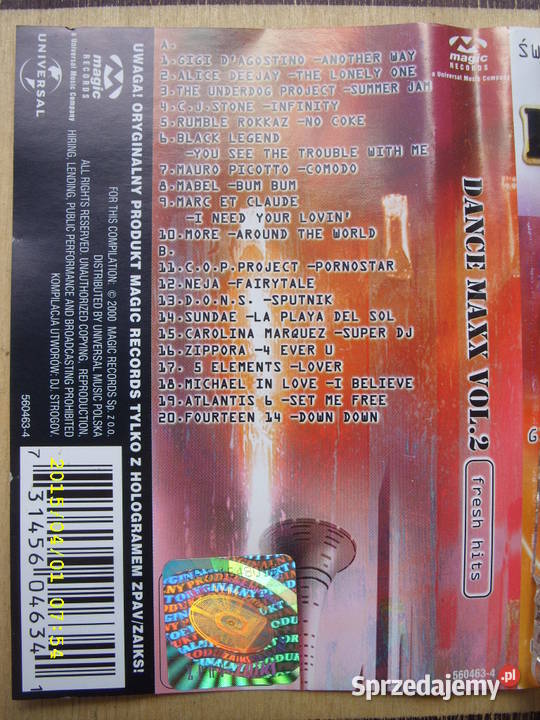 A.
1.GIGI D'AGOSTINO -ANOTHER WAY
2.ALICE DEEJAY -THE LONELY ONE
3.THE UNDERDOG PROJECT -SUMMER JAM
4.C.J.STONE -INFINITY
5.RUMBLE ROKKAZ -NO COKE
6.BLACK LEGEND
-YOU SEE THE TROUBLE WITH ME
7.MAURO PICOTTO -COMODO
8.MABEL -BUM BUM
9.MARC ET CLAUDE
-I NEED YOUR LOVIN'
10.MORE -AROUND THE WORLD
B.
11.C.O.P.PROJECT -PORNOSTAR
12.NEJA -FAIRYTALE
13.D.O.N.S. -SPUTNIK
14.SUNDAE -LA PLAYA DEL SOL
15.CAROLINA MARQUEZ -SUPER DJ
16.ZIPPORA -4 EVER U
17. 5 ELEMENTS -LOVER
18.MICHAEL IN LOVE -I BELIEVE
19.ATLANTIS 6 -SET ME FREE
20.FOURTEEN 14 -DOWN DOWN
UWAGA! ORYGINALNY PRODUKT MAGIC RECORDS TYLKO Z HOLOGRAMEM ZPAV/ZAIKS!
FOR THIS COMPILATION: © 2000 MAGIC RECORDS Sp. z o.o.
DISTRIBUTED BY UNIVERSAL MUSIC POLSKA
ALL RIGHTS RESERVED. UNAUTHORIZED COPYING, REPRODUCTION,
HIRING, LENDING, PUBLIC PERFORMANCE AND BROADCASTING PROHIBITED
KOMPILACJA UTWORÓW: DJ STROGOV.
UNIVERSAL
magic
RECORDS
a Universal Music Company
560463-4
7 31456 04634 1
2015/04/01 07:54
magic
RECORDS
a Universal Music Company
DANCE MAXX VOL.2
fresh hits
560463-4
ORYGINALNY PRODUKT
ZAIKS
ŚW
G
Sprzedajemy.pl